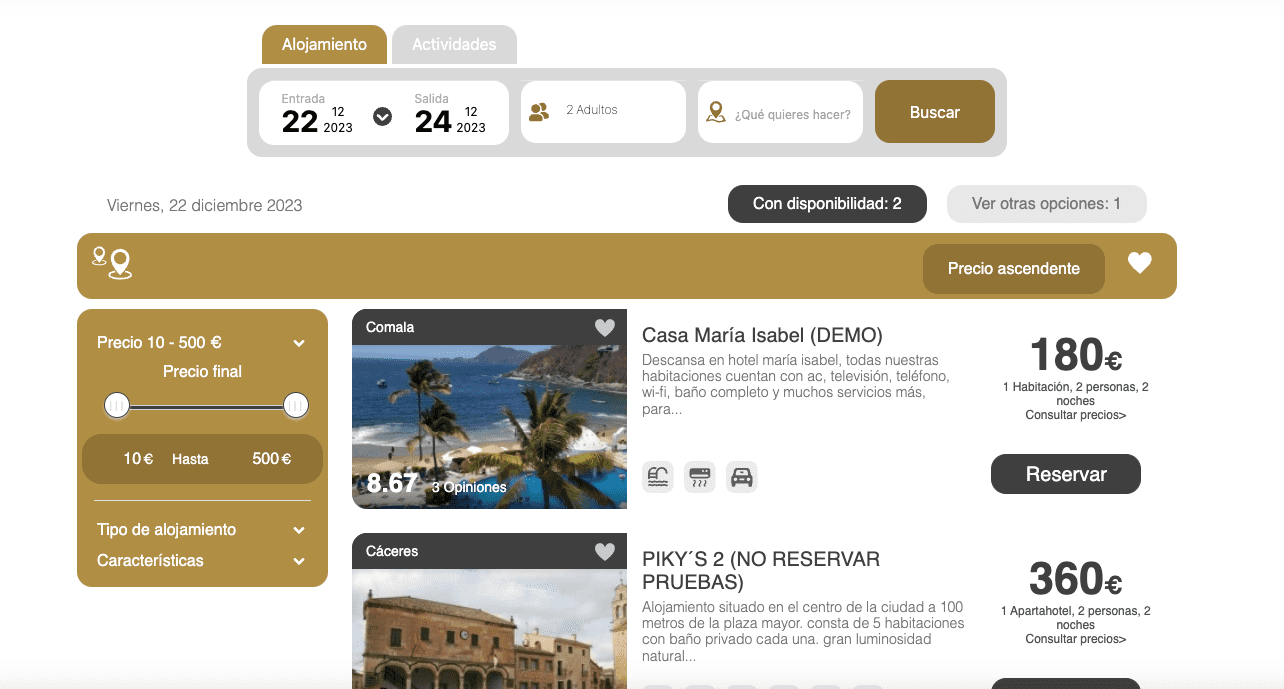 Alojamiento
Actividades
Entrada
22 12 2023
Salida
24 12 2023
2 Adultos
¿Qué quieres hacer?
Buscar
Viernes, 22 diciembre 2023
Con disponibilidad: 2
Ver otras opciones: 1
Precio ascendente
Precio 10 - 500 €
Precio final
10 € Hasta 500 €
Tipo de alojamiento
Características
Comala
8.67 3 Opiniones
Casa María Isabel (DEMO)
Descansa en hotel maría isabel, todas nuestras
habitaciones cuentan con ac, televisión, teléfono,
wi-fi, baño completo y muchos servicios más,
para...
180€
1 Habitación, 2 personas, 2
noches
Consultar precios>
Reservar
Cáceres
PIKY´S 2 (NO RESERVAR
PRUEBAS)
Alojamiento situado en el centro de la ciudad a 100
metros de la plaza mayor. consta de 5 habitaciones
con baño privado cada una. gran luminosidad
natural...
360€
1 Apartahotel, 2 personas, 2
noches
Consultar precios>